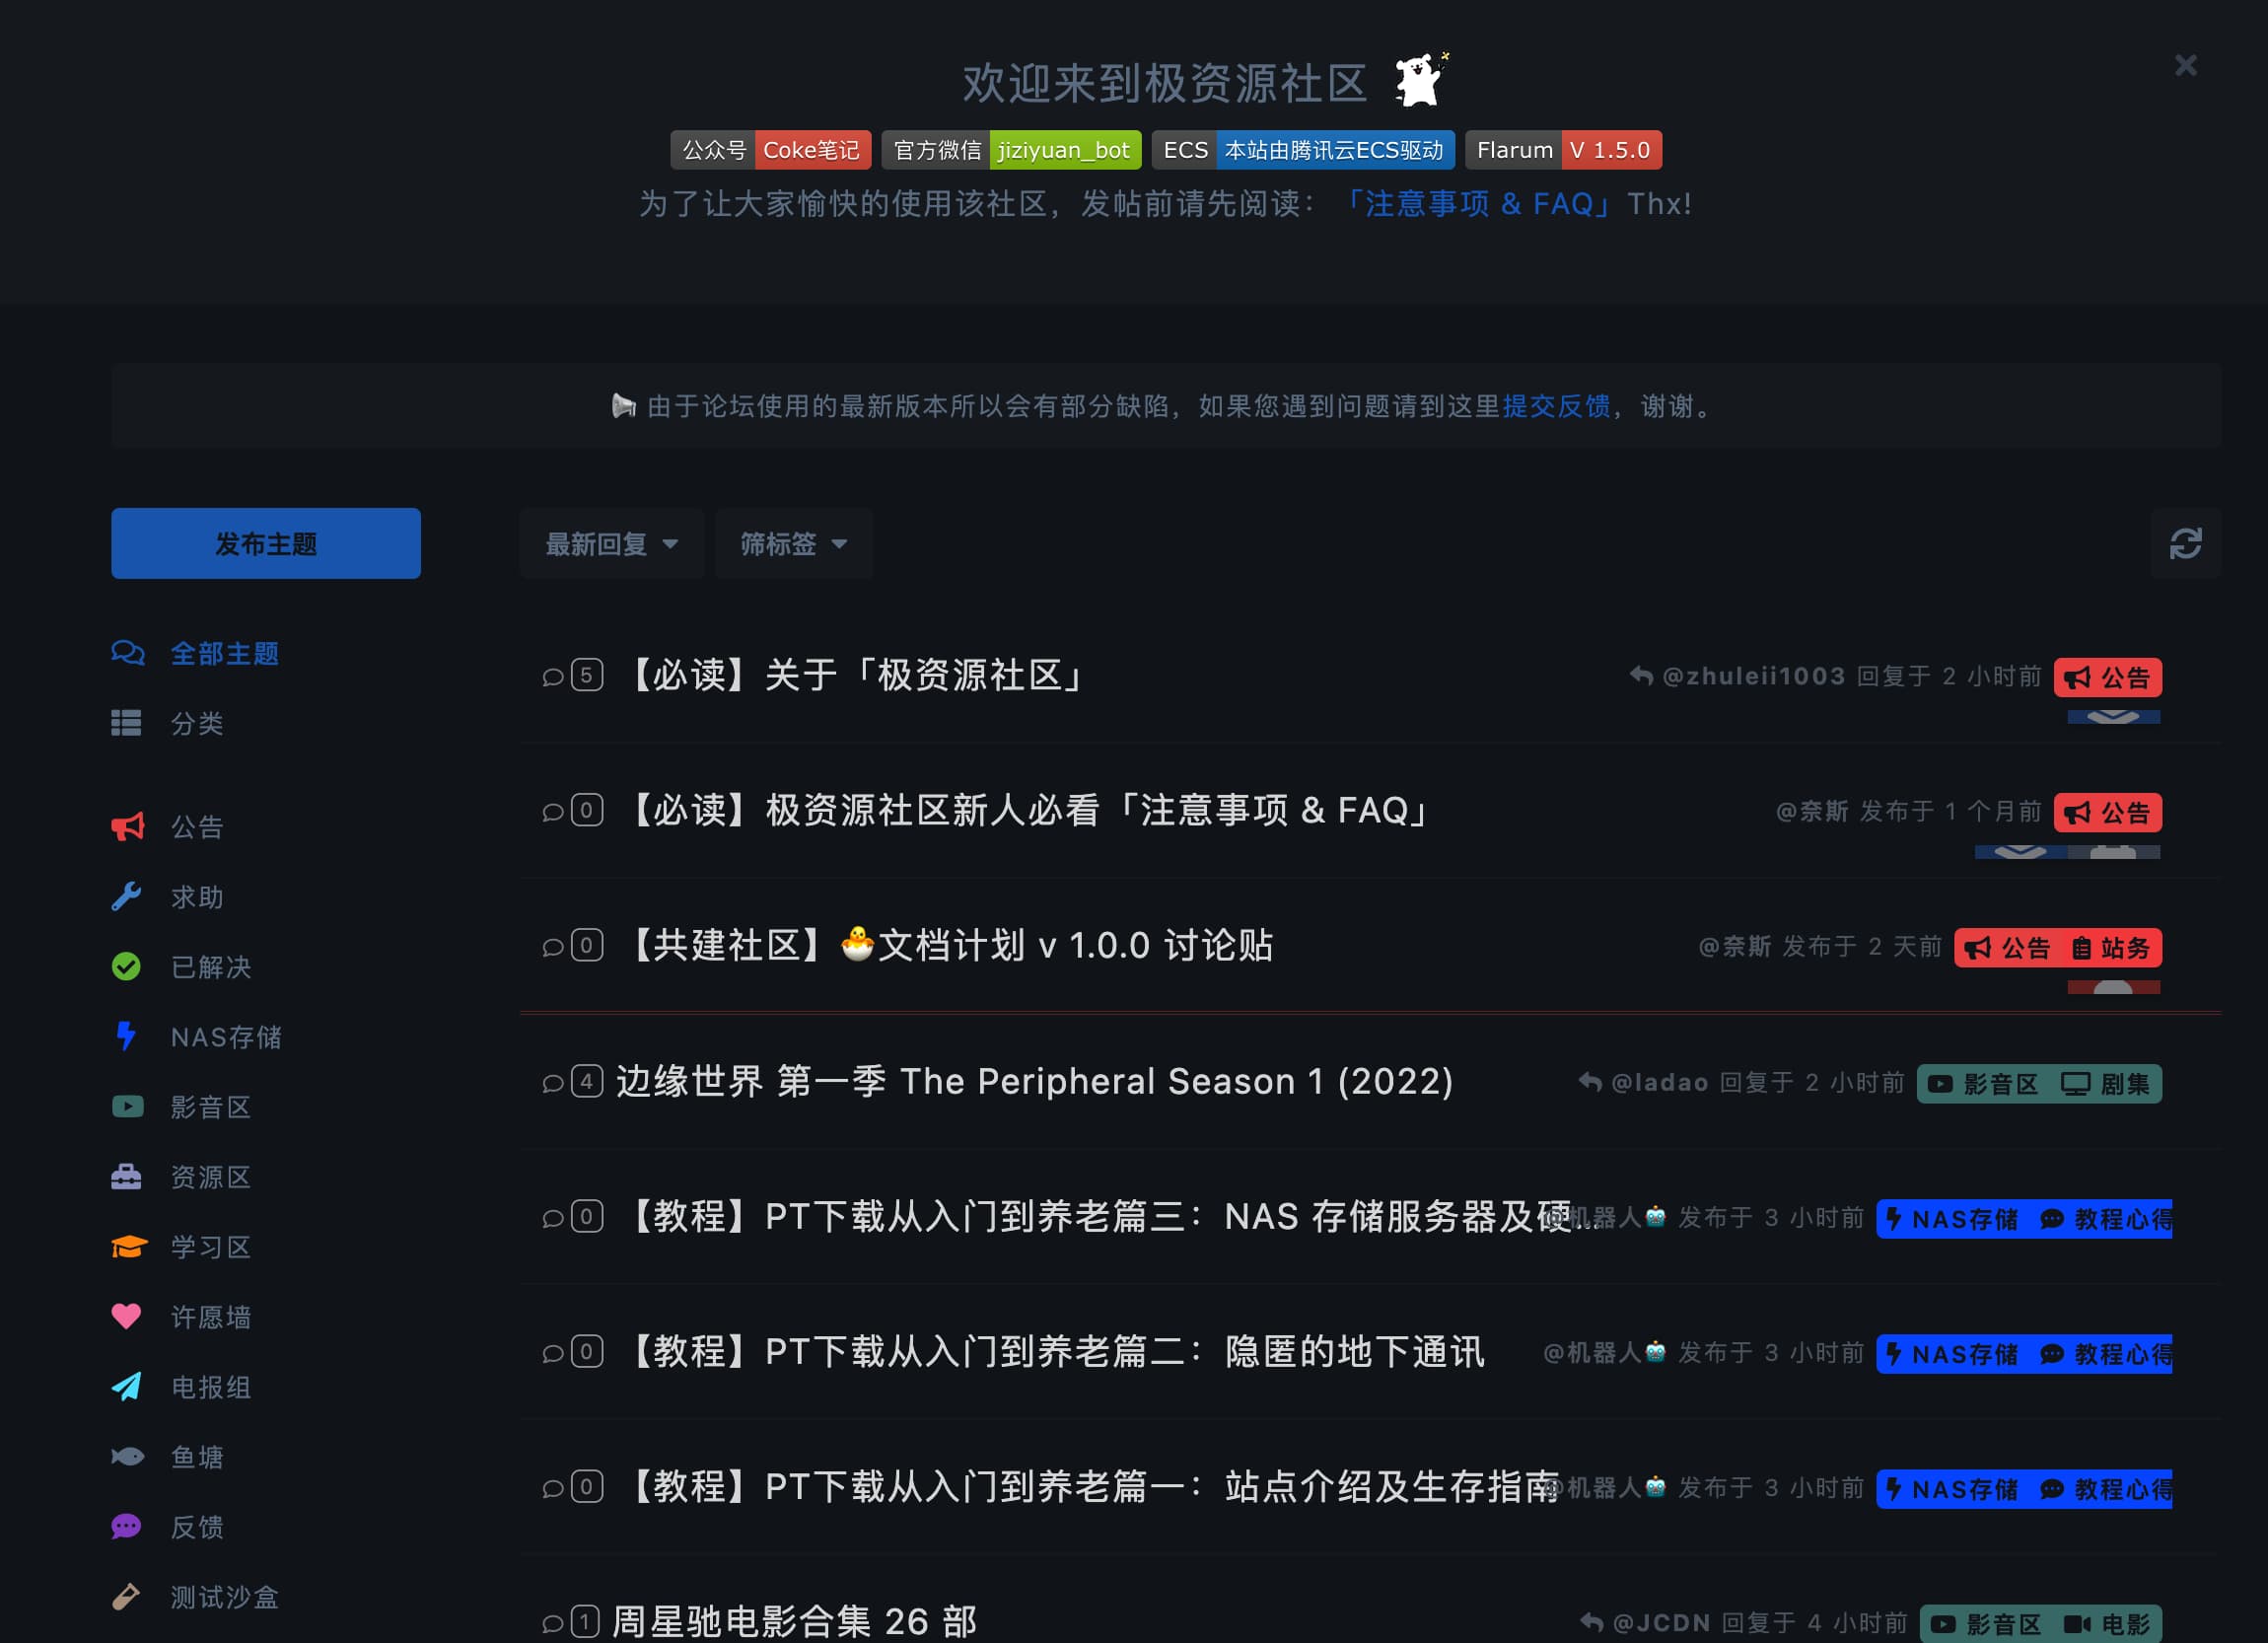 欢迎来到极资源社区
公众号 Coke笔记 官方微信 jiziyuan_bot ECS 本站由腾讯云ECS驱动 Flarum V 1.5.0
为了让大家愉快的使用该社区，发帖前请先阅读：「注意事项 & FAQ」Thx!
由于论坛使用的最新版本所以会有部分缺陷，如果您遇到问题请到这里提交反馈，谢谢。
发布主题
最新回复 筛标签
全部主题
分类
公告
求助
已解决
NAS存储
影音区
资源区
学习区
许愿墙
电报组
鱼塘
反馈
测试沙盒
5 【必读】关于「极资源社区」 @zhuleii1003 回复于 2 小时前 公告
0 【必读】极资源社区新人必看「注意事项 & FAQ」 @奈斯 发布于 1 个月前 公告
0 【共建社区】🐣文档计划 v 1.0.0 讨论贴 @奈斯 发布于 2 天前 公告 站务
4 边缘世界 第一季 The Peripheral Season 1 (2022) @ladao 回复于 2 小时前 影音区 剧集
0 【教程】PT下载从入门到养老篇三：NAS 存储服务器及硬... @机器人🤖 发布于 3 小时前 NAS存储 教程心得
0 【教程】PT下载从入门到养老篇二：隐匿的地下通讯 @机器人🤖 发布于 3 小时前 NAS存储 教程心得
0 【教程】PT下载从入门到养老篇一：站点介绍及生存指南 @机器人🤖 发布于 3 小时前 NAS存储 教程心得
1 周星驰电影合集 26 部 @JCDN 回复于 4 小时前 影音区 电影